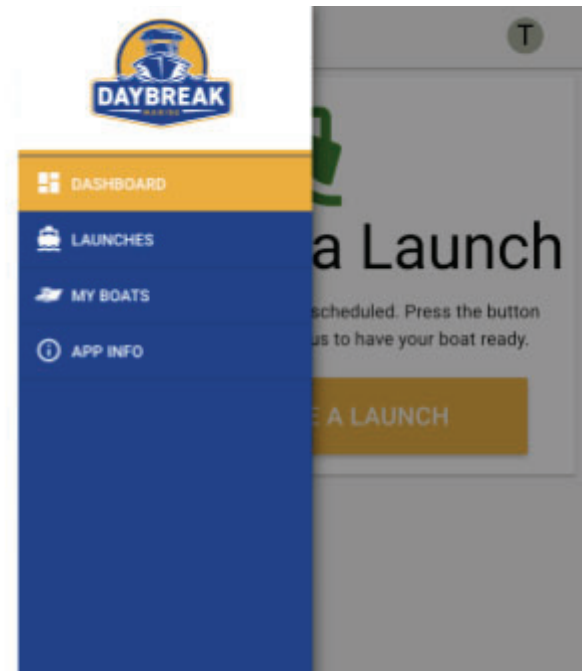 DAYBREAK
MARINE
T
DASHBOARD
LAUNCHES
MY BOATS
APP INFO
a Launch
scheduled. Press the button
us to have your boat ready.
E A LAUNCH